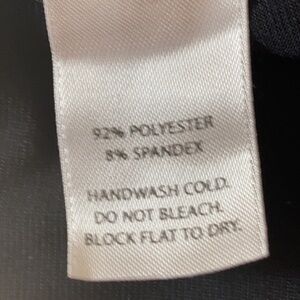 92% POLYESTER
8% SPANDEX
HANDWASH COLD.
DO NOT BLEACH.
BLOCK FLAT TO DRY.